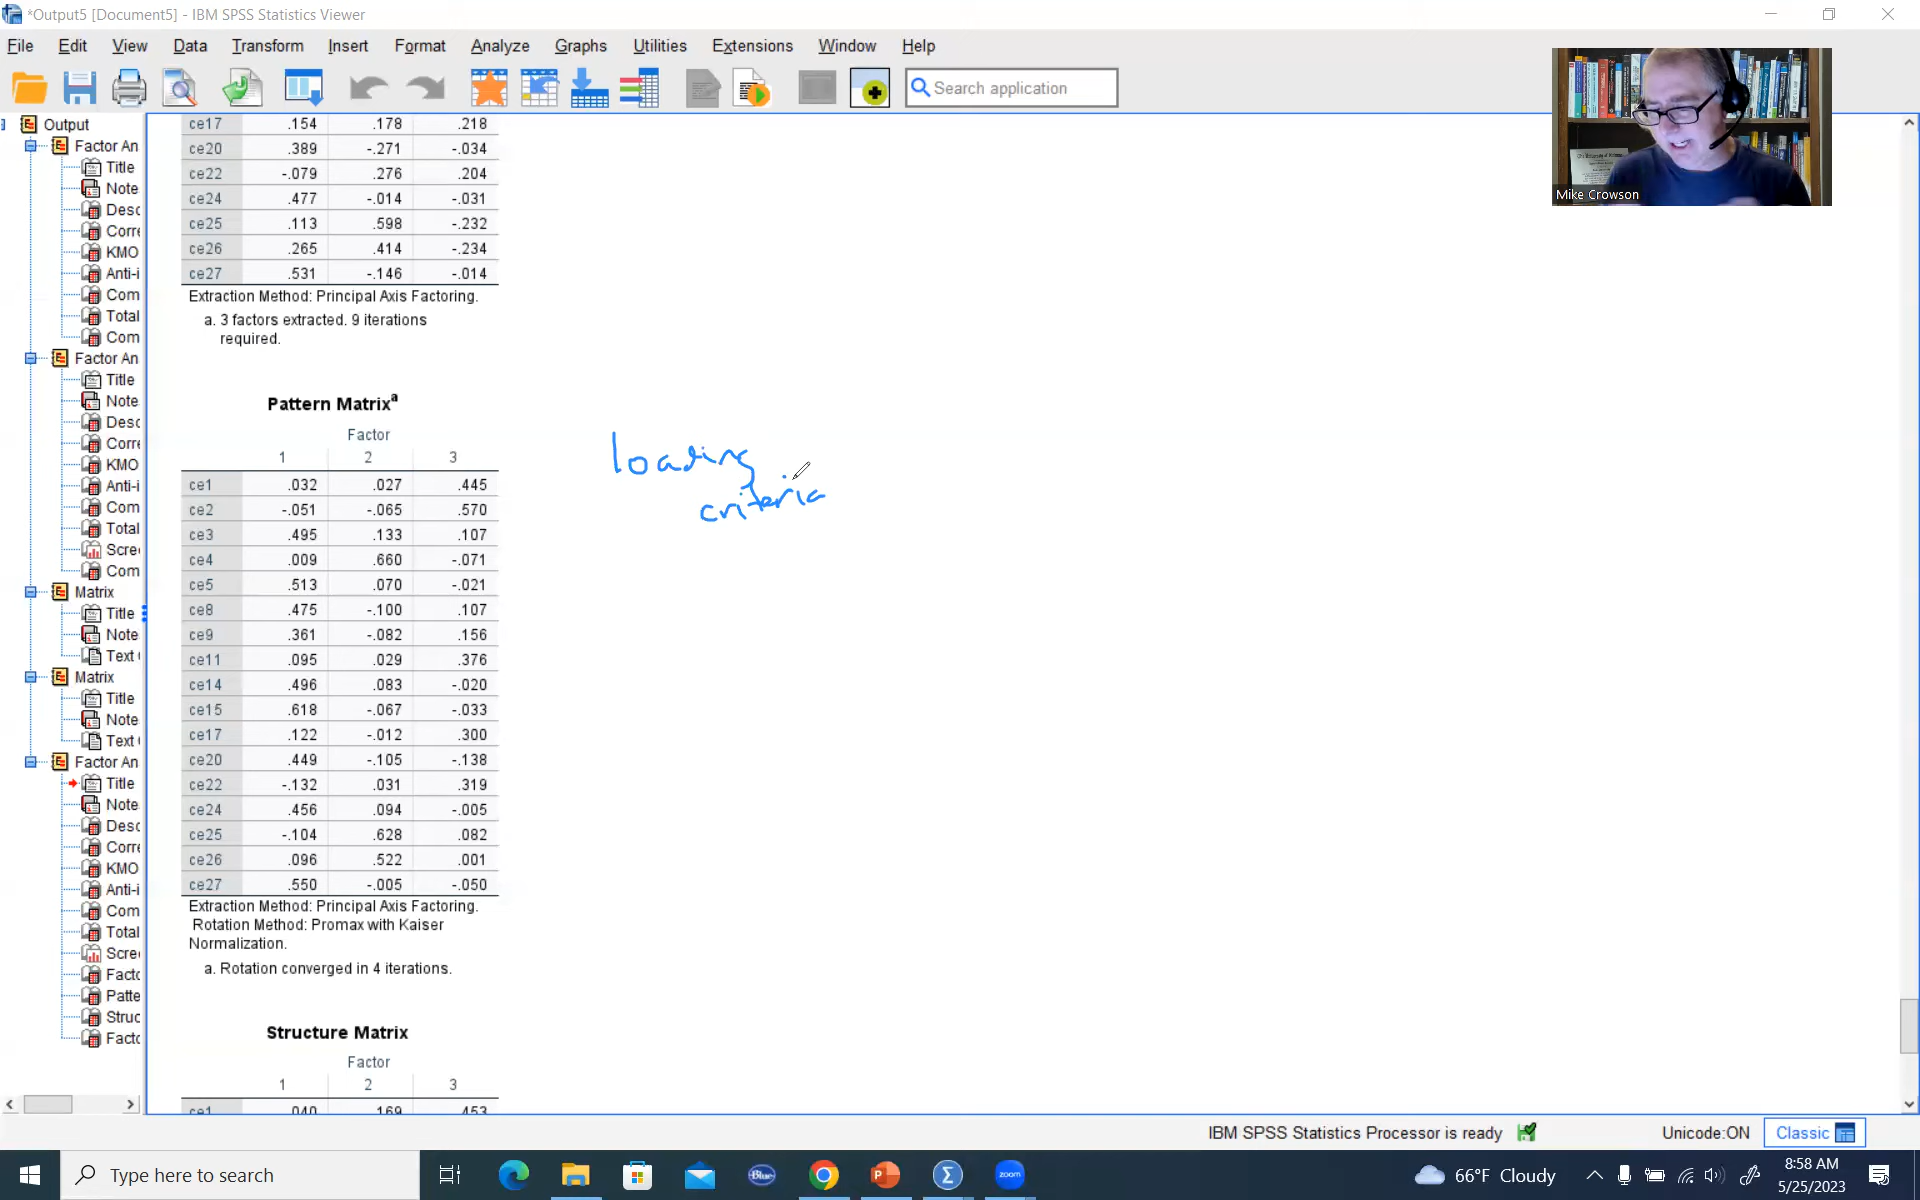 *Output5 [Document5] - IBM SPSS Statistics Viewer
File Edit View Data Transform Insert Format Analyze Graphs Utilities Extensions Window Help
Search application
Mike Crowson
Output
Factor An
Title
Note
Desc
Corre
KMO
Anti-i
Com
Total
Com
Factor An
Title
Note
Desc
Corre
KMO
Anti-i
Com
Total
Scre
Com
Matrix
Title
Note
Text
Matrix
Title
Note
Text
Factor An
Title
Note
Desc
Corre
KMO
Anti-i
Com
Total
Scre
Facto
Patte
Struc
Facto
ce17 .154 .178 .218
ce20 .389 -.271 -.034
ce22 -.079 .276 .204
ce24 .477 -.014 -.031
ce25 .113 .598 -.232
ce26 .265 .414 -.234
ce27 .531 -.146 -.014
Extraction Method: Principal Axis Factoring.
a. 3 factors extracted. 9 iterations
required.
Pattern Matrixa
Factor
1 2 3
ce1 .032 .027 .445
ce2 -.051 -.065 .570
ce3 .495 .133 .107
ce4 .009 .660 -.071
ce5 .513 .070 -.021
ce8 .475 -.100 .107
ce9 .361 -.082 .156
ce11 .095 .029 .376
ce14 .496 .083 -.020
ce15 .618 -.067 -.033
ce17 .122 -.012 .300
ce20 .449 -.105 -.138
ce22 -.132 .031 .319
ce24 .456 .094 -.005
ce25 -.104 .628 .082
ce26 .096 .522 .001
ce27 .550 -.005 -.050
Extraction Method: Principal Axis Factoring.
Rotation Method: Promax with Kaiser
Normalization.
a. Rotation converged in 4 iterations.
Structure Matrix
Factor
1 2 3
ce1 .040 .169 .453
loading
criteria
IBM SPSS Statistics Processor is ready Unicode:ON Classic
Type here to search
Blue
zoom
66°F Cloudy
8:58 AM
5/25/2023